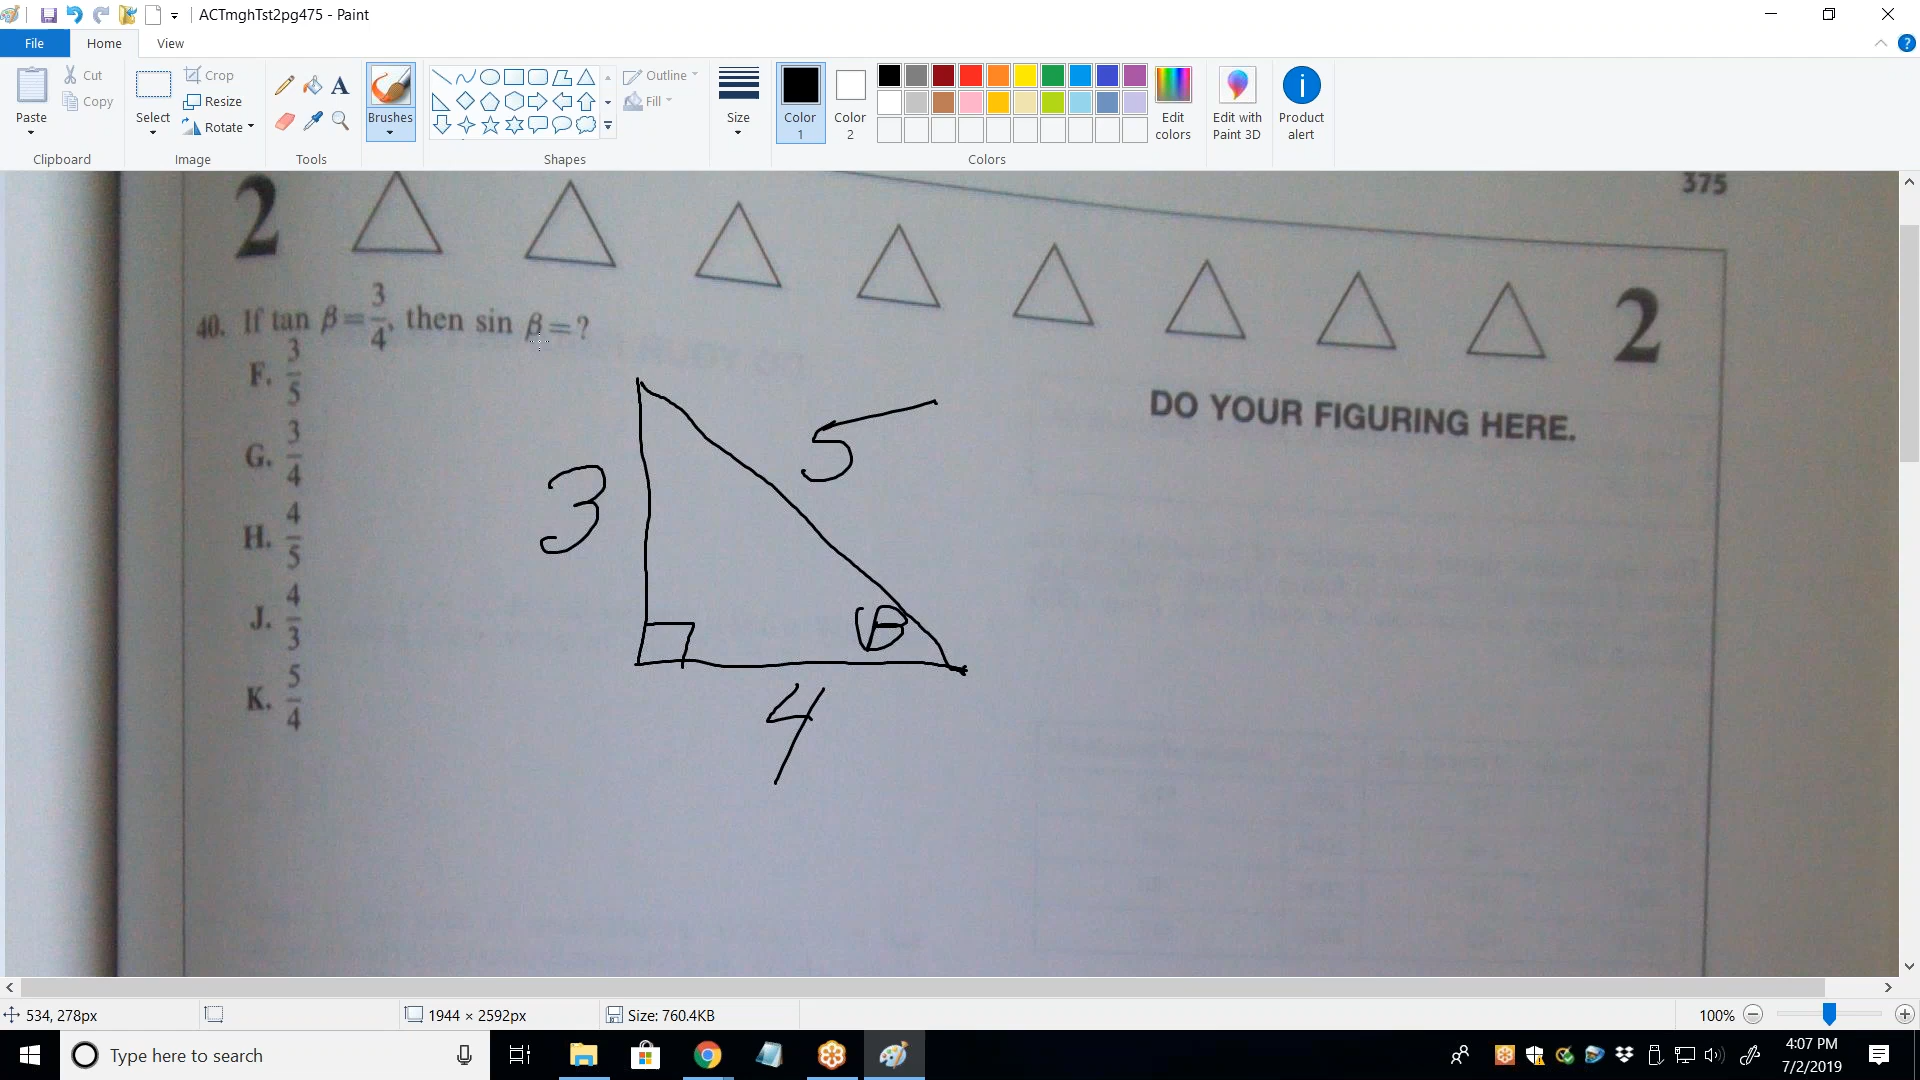 ACTmghTst2pg475 - Paint
File Home View
Paste
Cut
Copy
Clipboard
Select
Crop
Resize
Rotate
Image
A
Tools
Brushes
Outline
Fill
Shapes
Size
Color 1
Color 2
Edit colors
Colors
Edit with Paint 3D
Product alert
375
2 2
40. If tan β = 3/4, then sin β = ?
F. 3/5
G. 3/4
H. 4/5
J. 4/3
K. 5/4
DO YOUR FIGURING HERE.
3
5
B
4
534, 278px
1944 × 2592px
Size: 760.4KB
100%
Type here to search
4:07 PM
7/2/2019